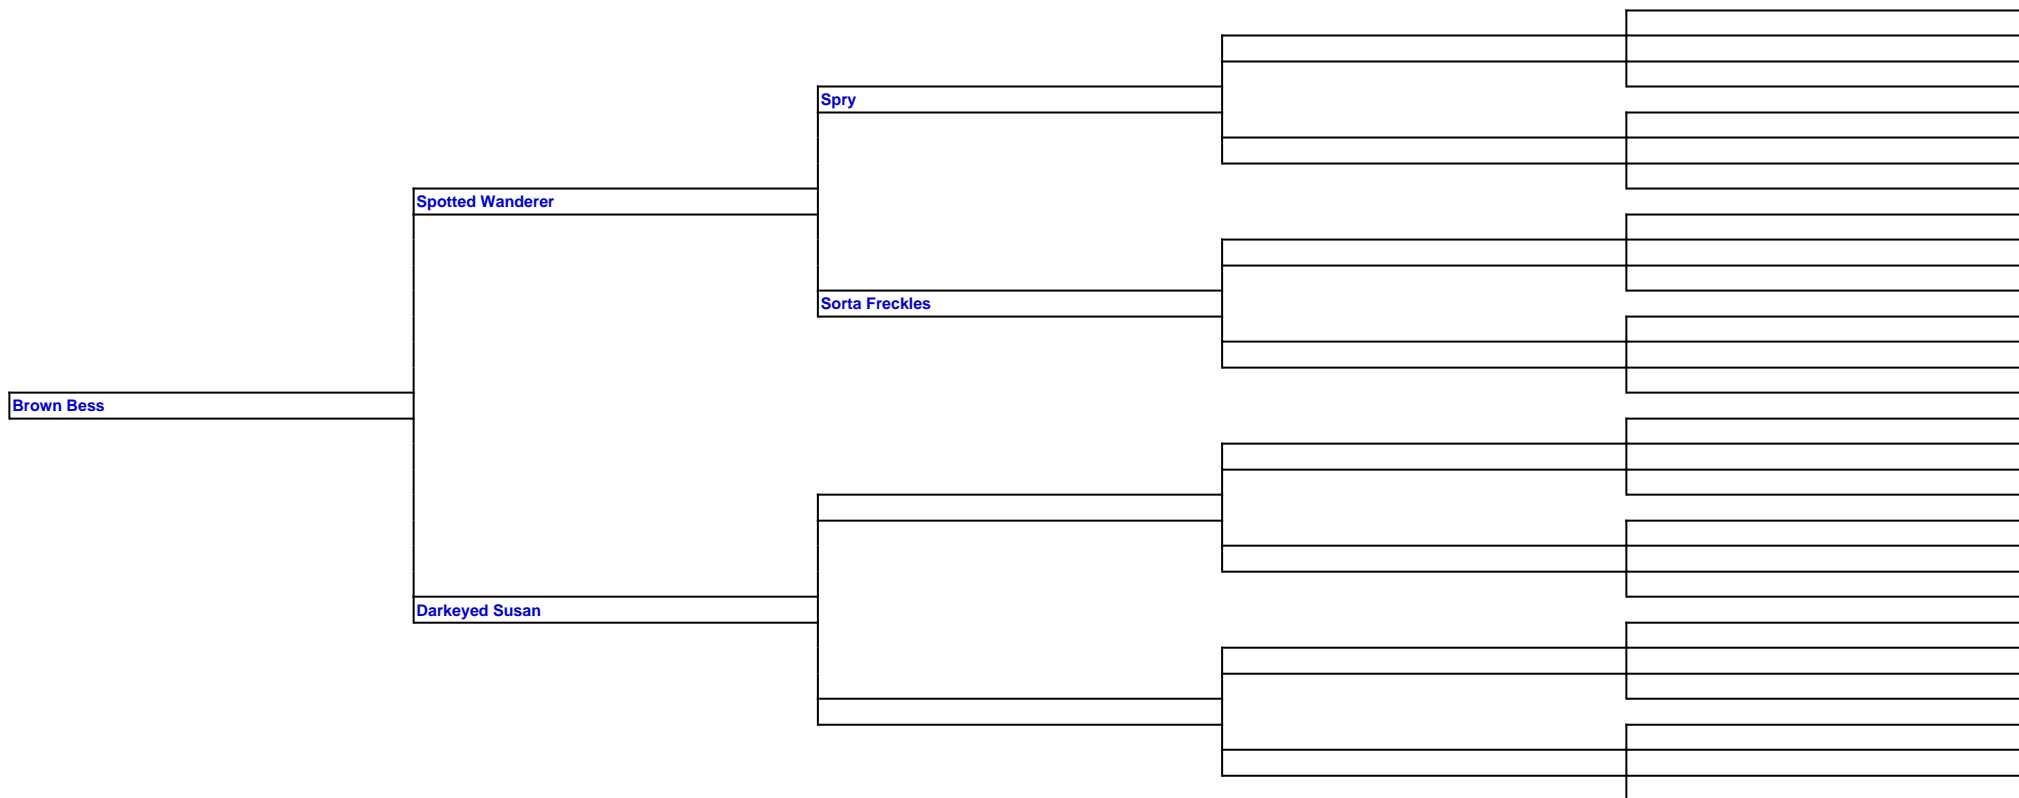 Spry
Spotted Wanderer
Sorta Freckles
Brown Bess
Darkeyed Susan